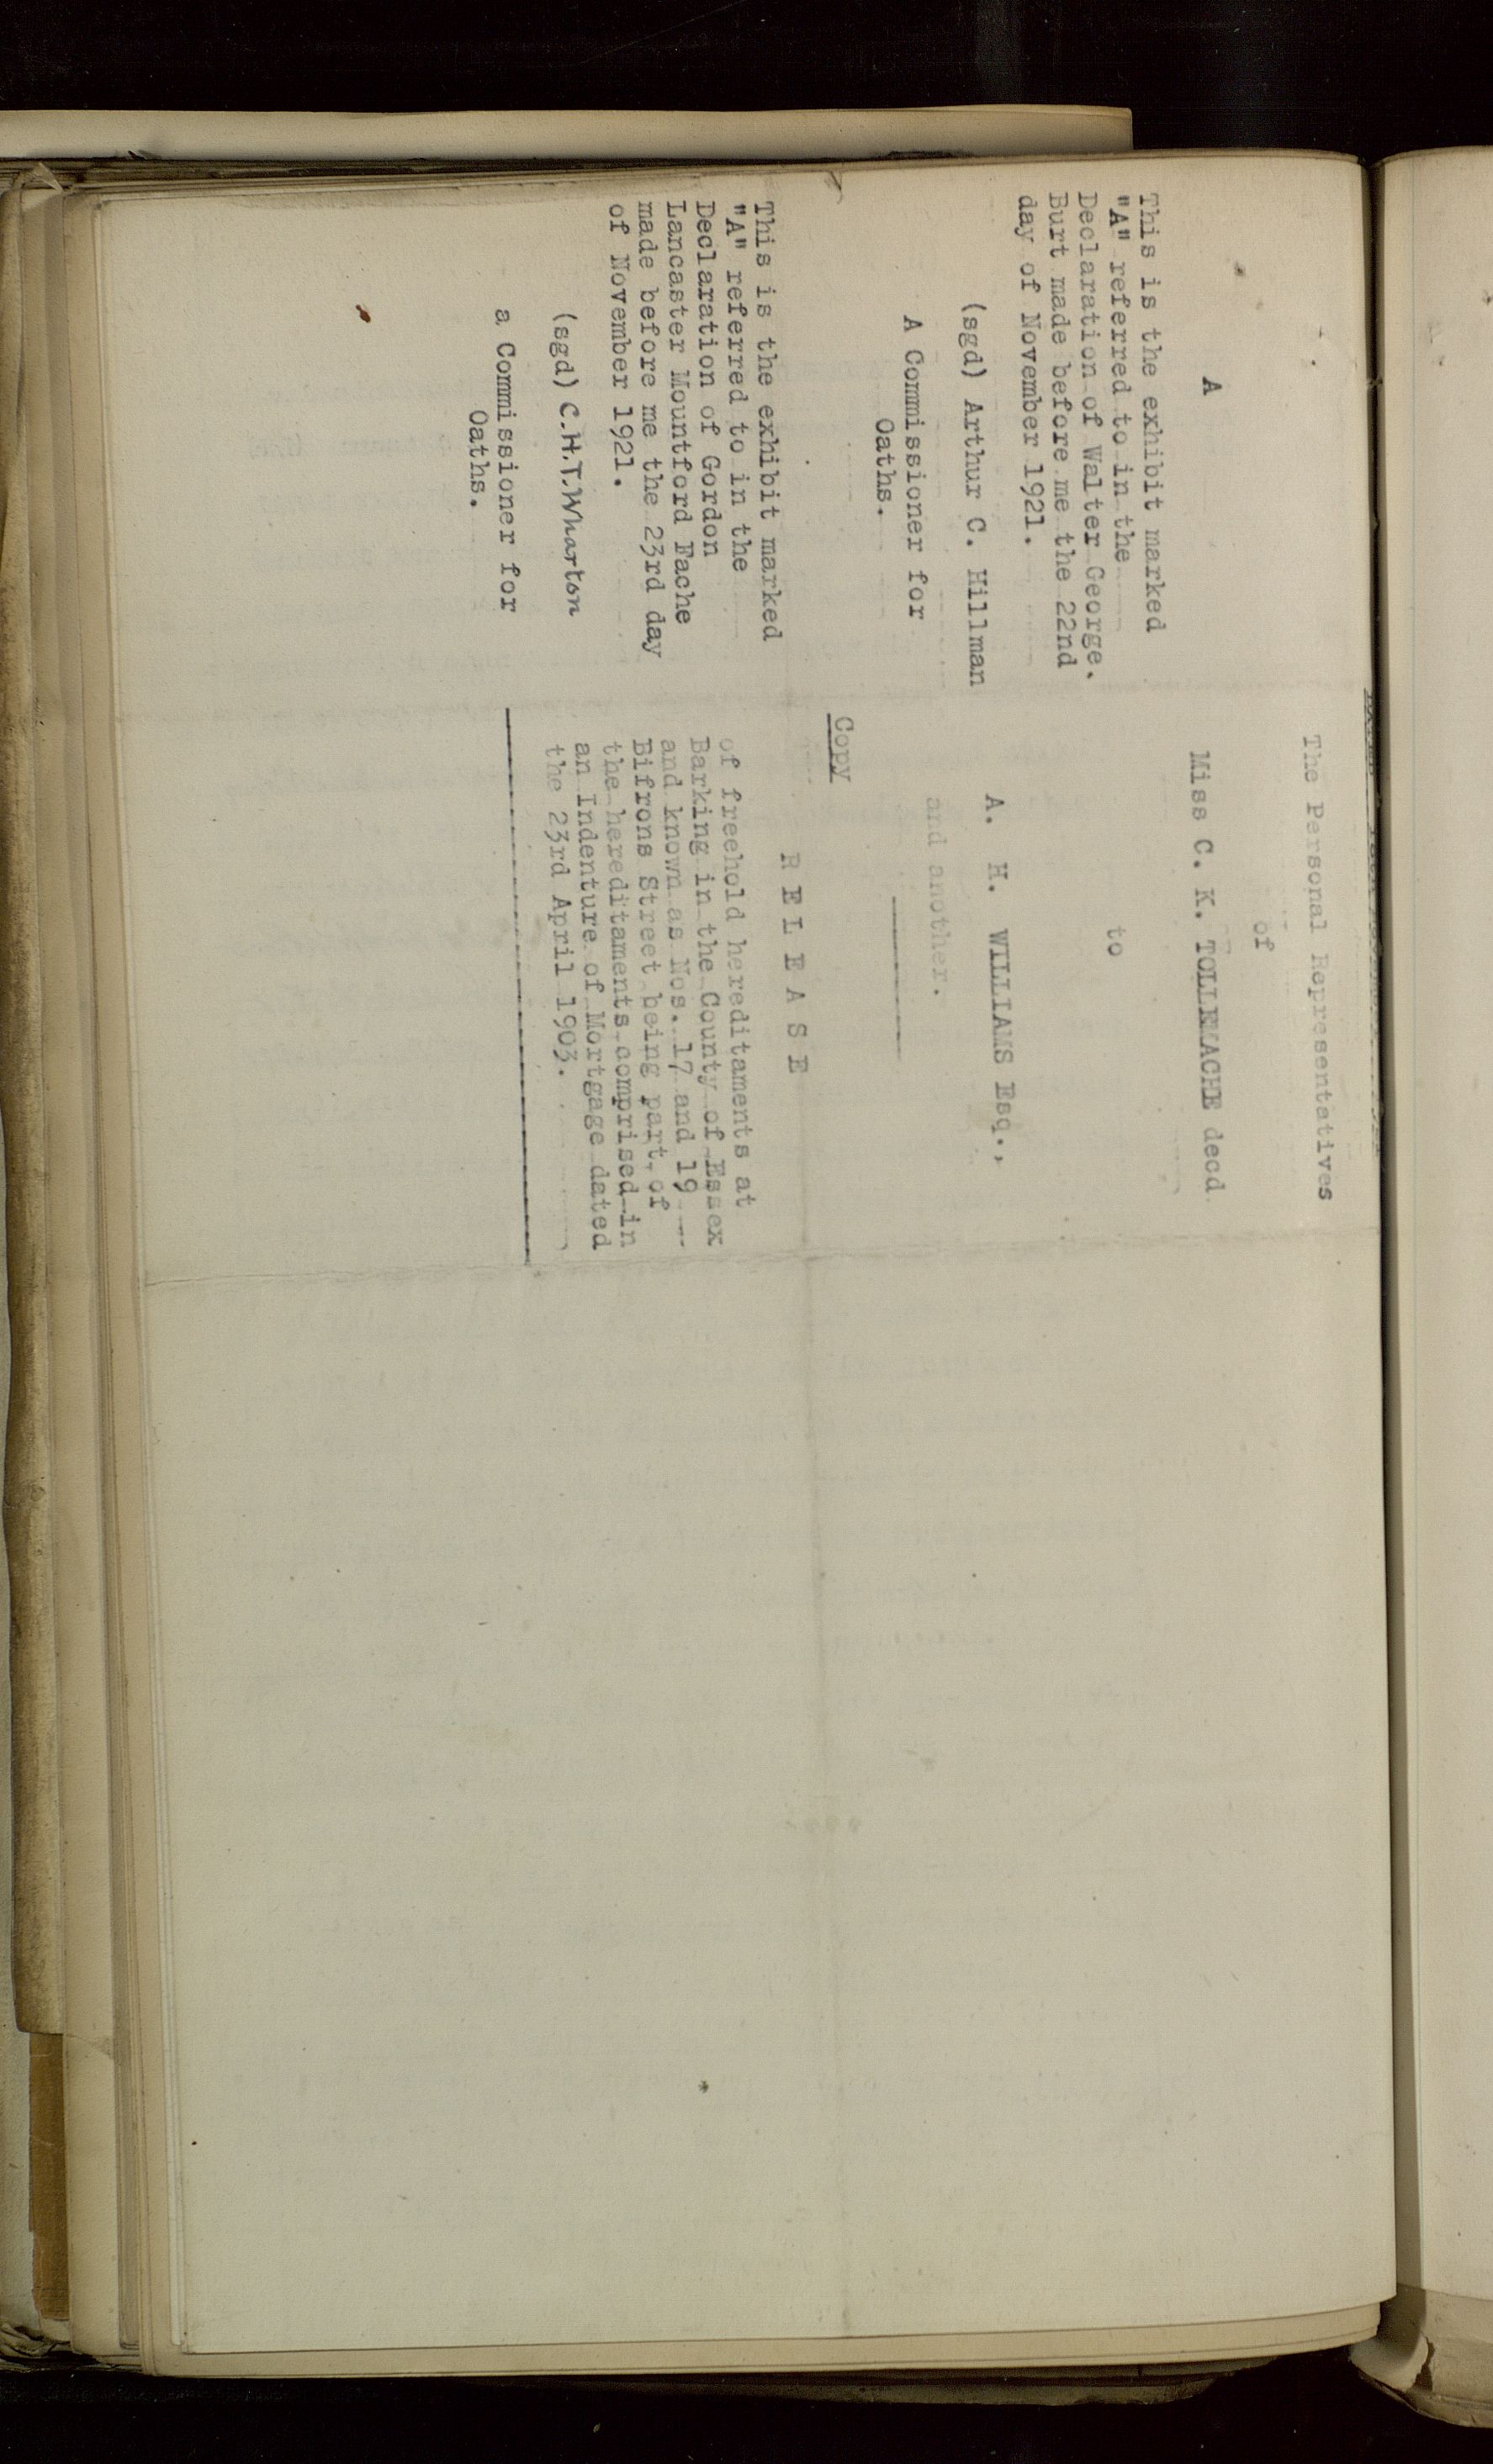 A
This is the exhibit marked
"A" referred to in the
Declaration of Walter George.
Burt made before me the 22nd
day of November 1921.
(sgd) Arthur C. Hillman
A Commissioner for
Oaths.
This is the exhibit marked
"A" referred to in the
Declaration of Gordon
Lancaster Mountford Fache
made before me the 23rd day
of November 1921.
(sgd) C.H.T.Wharton
a Commissioner for
Oaths.
The Personal Representatives
of
Miss C. K. TOLLEMACHE decd
to
A. H. WILLIAMS Esq.,
and another.
Copy
R E L E A S E
of freehold hereditaments at
Barking in the County of Essex
and known as Nos. 17 and 19
Bifrons Street being part of
the hereditaments comprised in
an Indenture of Mortgage dated
the 23rd April 1903.